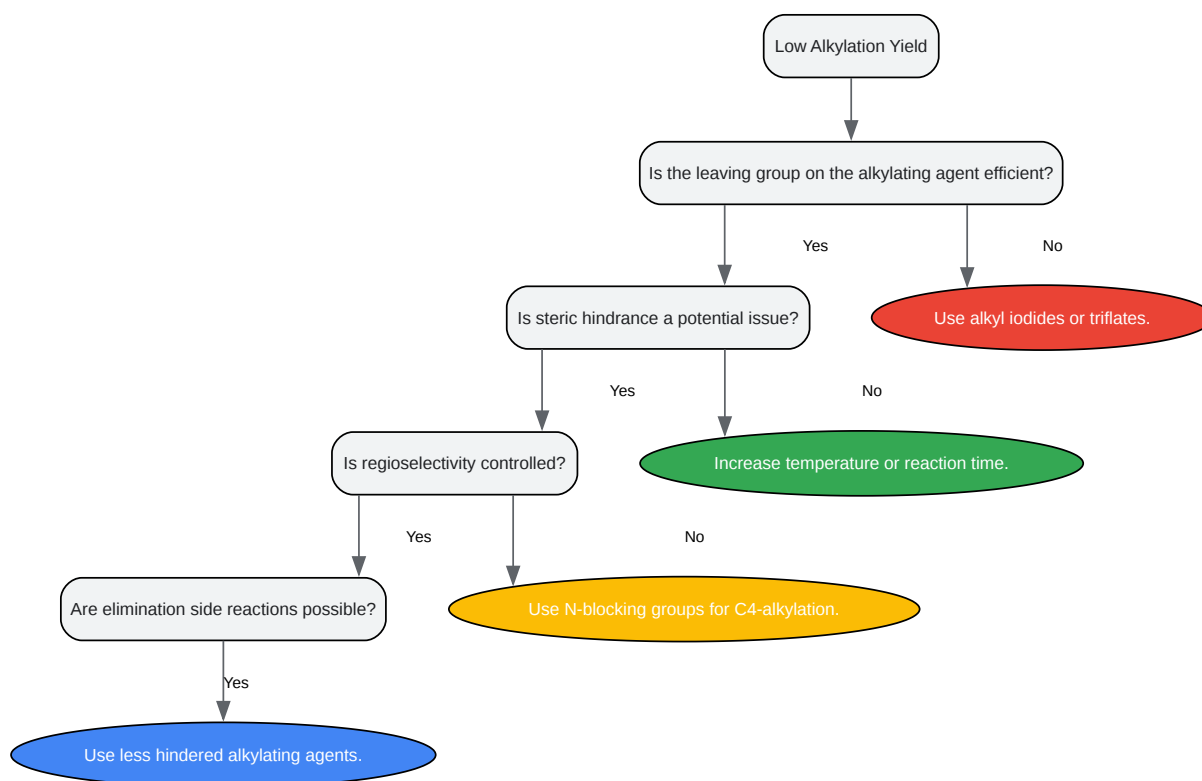 Low Alkylation Yield
Is the leaving group on the alkylating agent efficient?
Yes
No
Is steric hindrance a potential issue?
Use alkyl iodides or triflates.
Yes
No
Is regioselectivity controlled?
Increase temperature or reaction time.
Yes
No
Are elimination side reactions possible?
Use N-blocking groups for C4-alkylation.
Yes
Use less hindered alkylating agents.